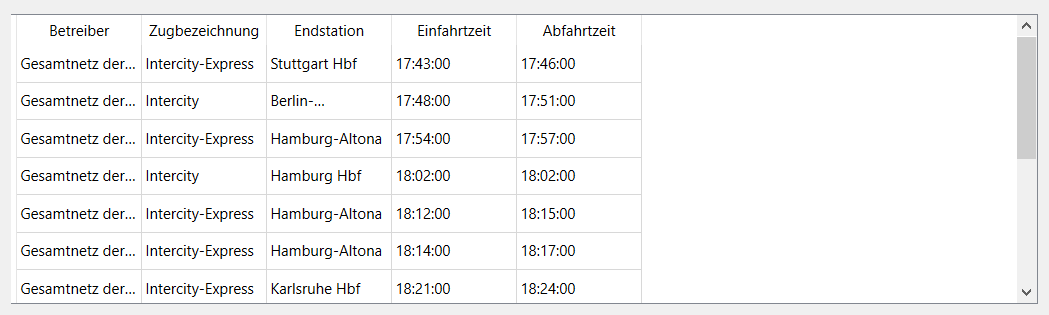 Betreiber Zugbezeichnung Endstation Einfahrtzeit Abfahrtzeit
Gesamtnetz der... Intercity-Express Stuttgart Hbf 17:43:00 17:46:00
Gesamtnetz der... Intercity Berlin-... 17:48:00 17:51:00
Gesamtnetz der... Intercity-Express Hamburg-Altona 17:54:00 17:57:00
Gesamtnetz der... Intercity Hamburg Hbf 18:02:00 18:02:00
Gesamtnetz der... Intercity-Express Hamburg-Altona 18:12:00 18:15:00
Gesamtnetz der... Intercity-Express Hamburg-Altona 18:14:00 18:17:00
Gesamtnetz der... Intercity-Express Karlsruhe Hbf 18:21:00 18:24:00